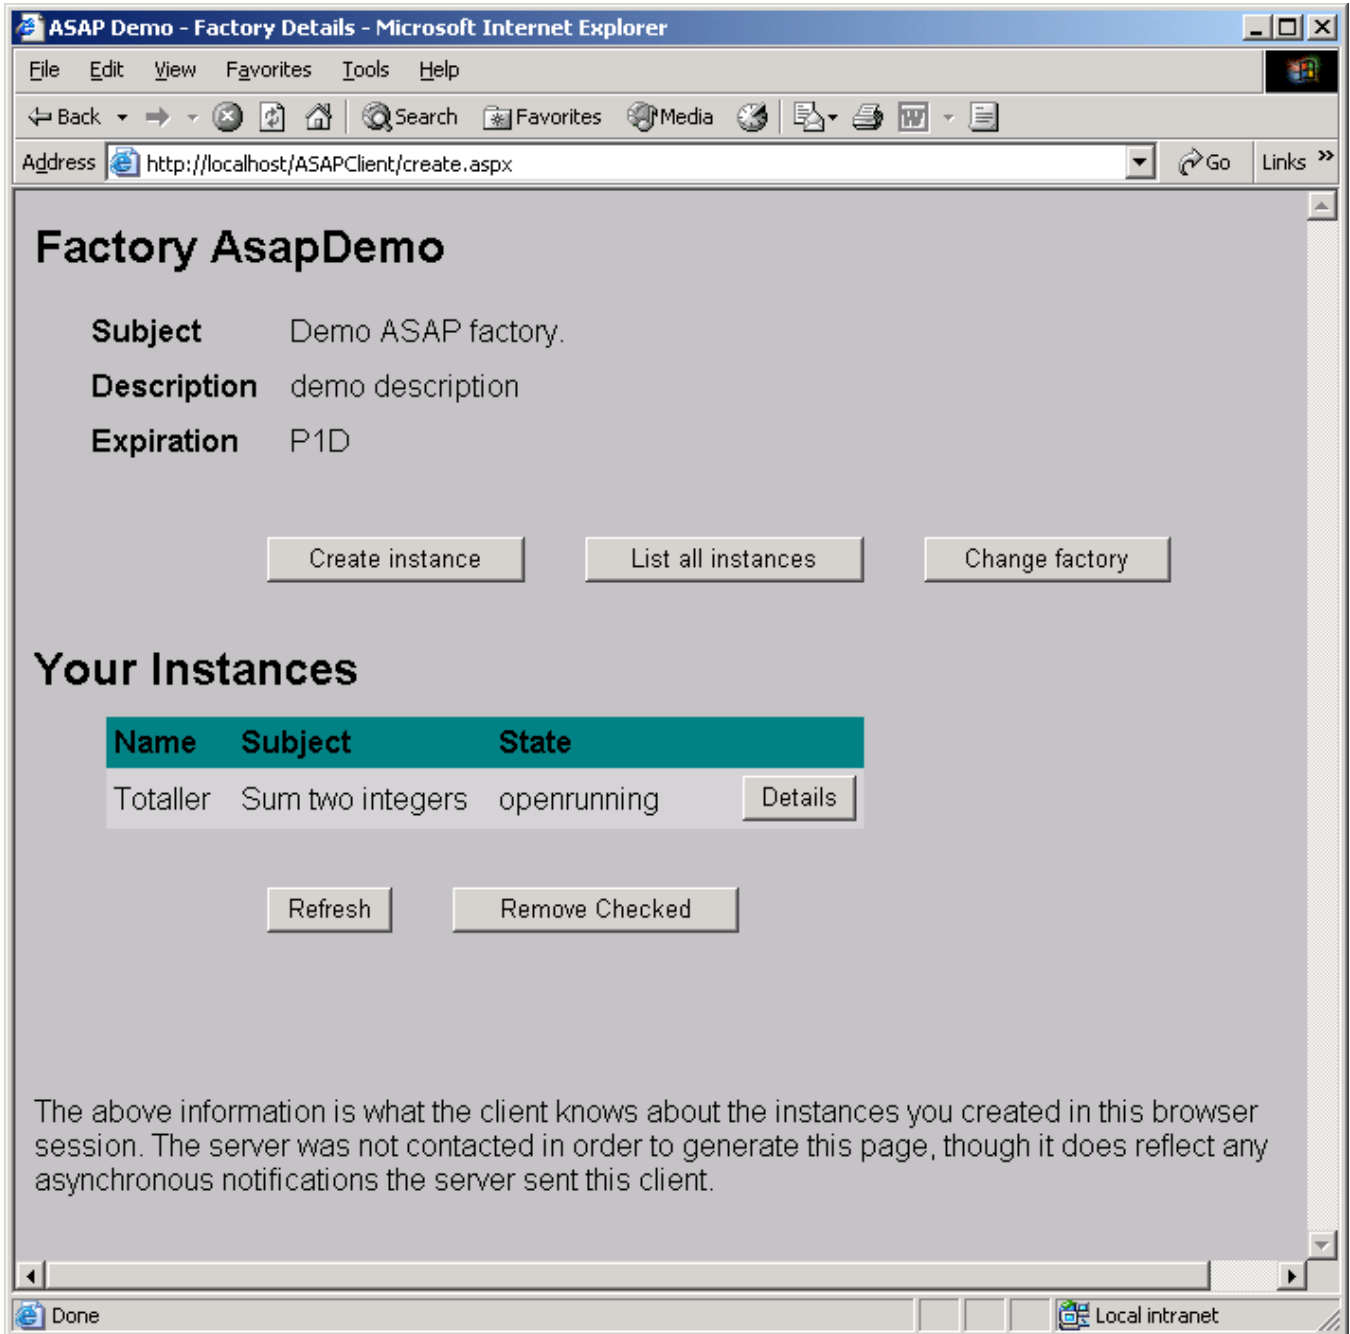 ASAP Demo - Factory Details - Microsoft Internet Explorer
File Edit View Favorites Tools Help
Back Search Favorites Media
Address http://localhost/ASAPClient/create.aspx Go Links »
Factory AsapDemo
Subject Demo ASAP factory.
Description demo description
Expiration P1D
Create instance List all instances Change factory
Your Instances
Name Subject State
Totaller Sum two integers openrunning Details
Refresh Remove Checked
The above information is what the client knows about the instances you created in this browser
session. The server was not contacted in order to generate this page, though it does reflect any
asynchronous notifications the server sent this client.
Done Local intranet